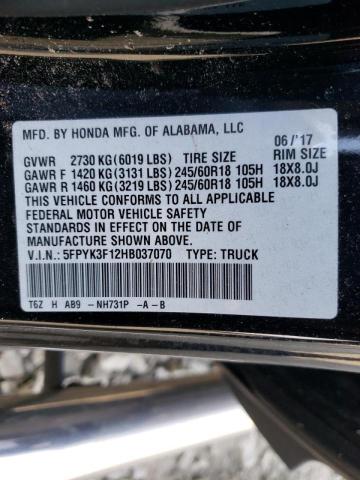 MFD. BY HONDA MFG. OF ALABAMA, LLC
06/'17
GVWR 2730 KG (6019 LBS) TIRE SIZE RIM SIZE
GAWR F 1420 KG (3131 LBS) 245/60R18 105H 18X8.0J
GAWR R 1460 KG (3219 LBS) 245/60R18 105H 18X8.0J
THIS VEHICLE CONFORMS TO ALL APPLICABLE
FEDERAL MOTOR VEHICLE SAFETY
STANDARDS IN EFFECT ON THE DATE OF
MANUFACTURE SHOWN ABOVE.
V.I.N.: 5FPYK3F12HB037070 TYPE: TRUCK
T6Z H AB9 -NH731P -A-B